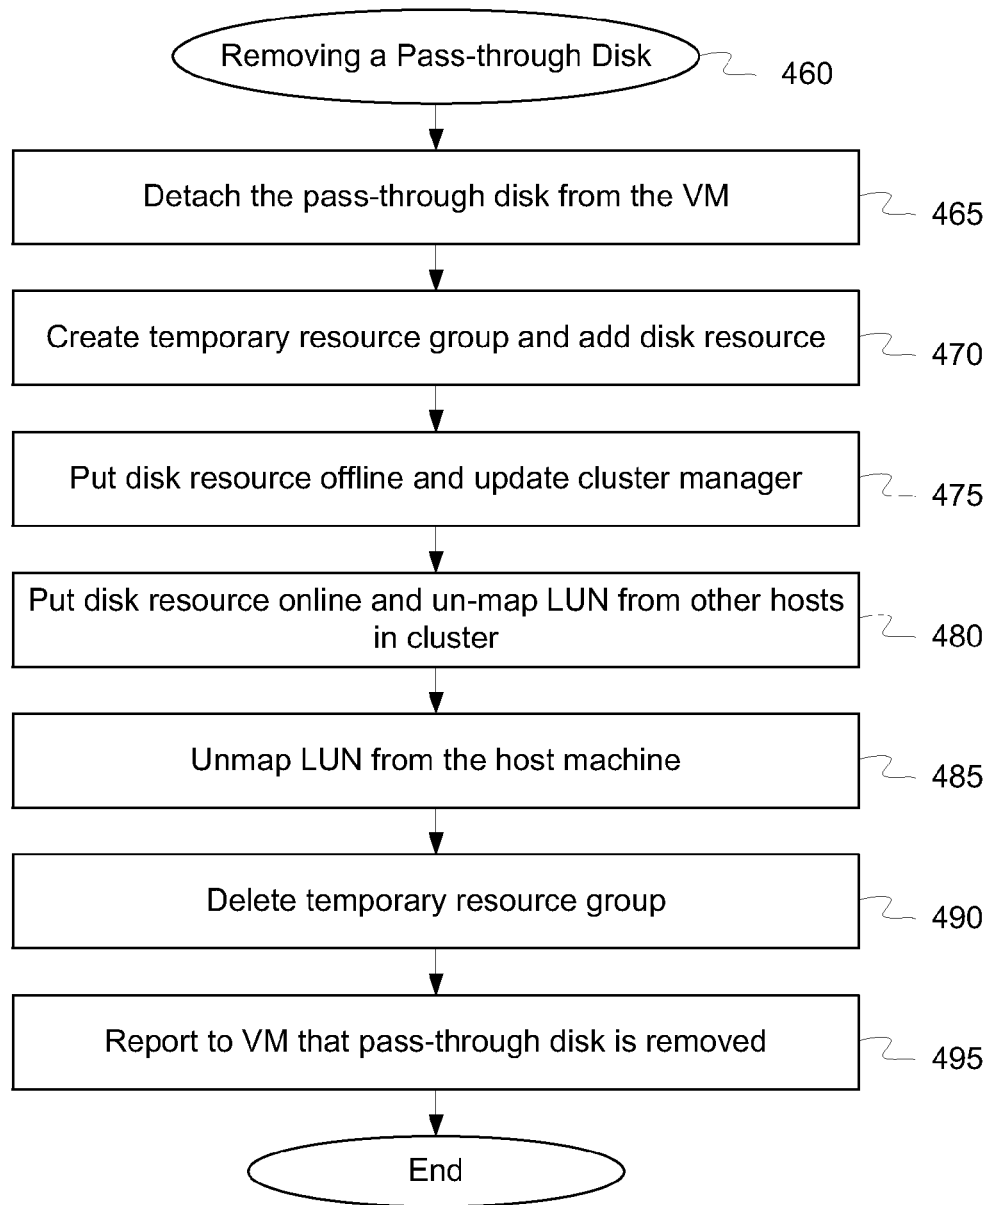 Removing a Pass-through Disk
460
Detach the pass-through disk from the VM
465
Create temporary resource group and add disk resource
470
Put disk resource offline and update cluster manager
475
Put disk resource online and un-map LUN from other hosts
in cluster
480
Unmap LUN from the host machine
485
Delete temporary resource group
490
Report to VM that pass-through disk is removed
495
End